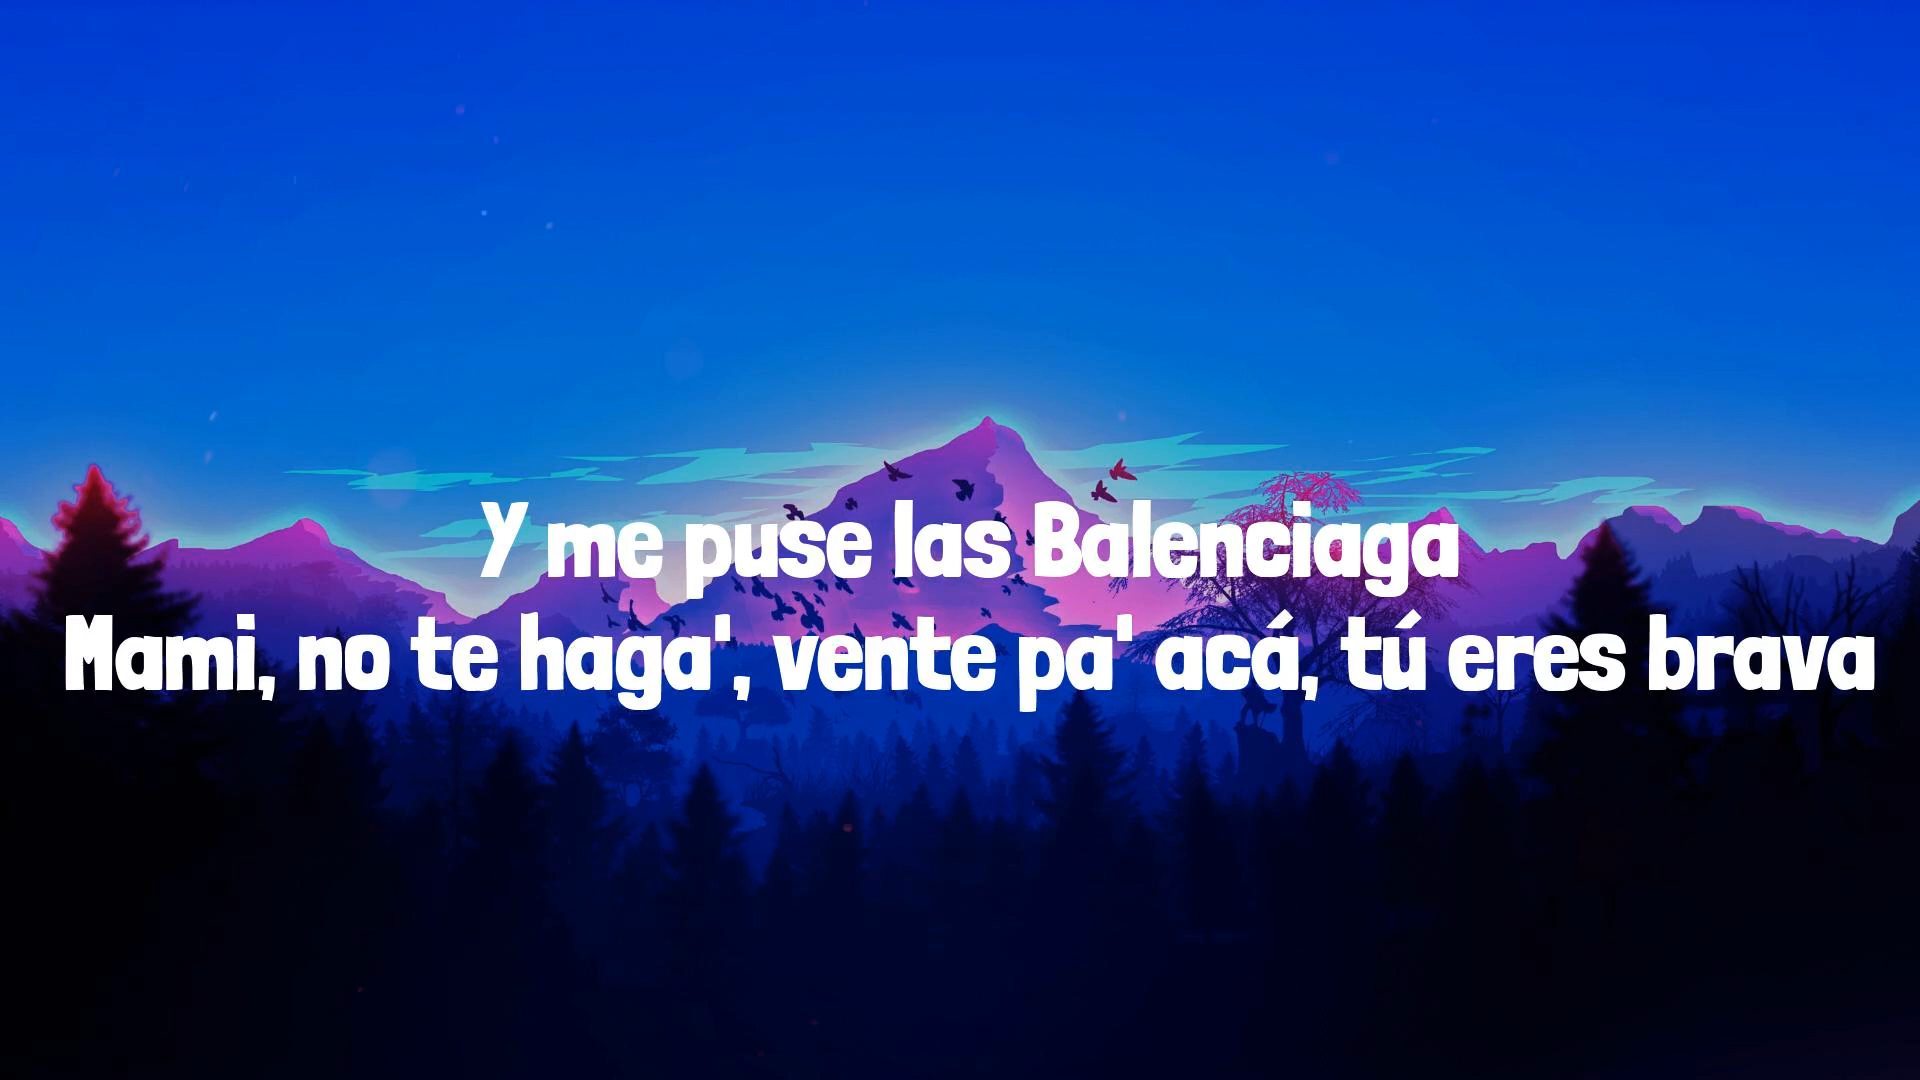 Y me puse las Balenciaga
Mami, no te haga', vente pa' acá, tú eres brava